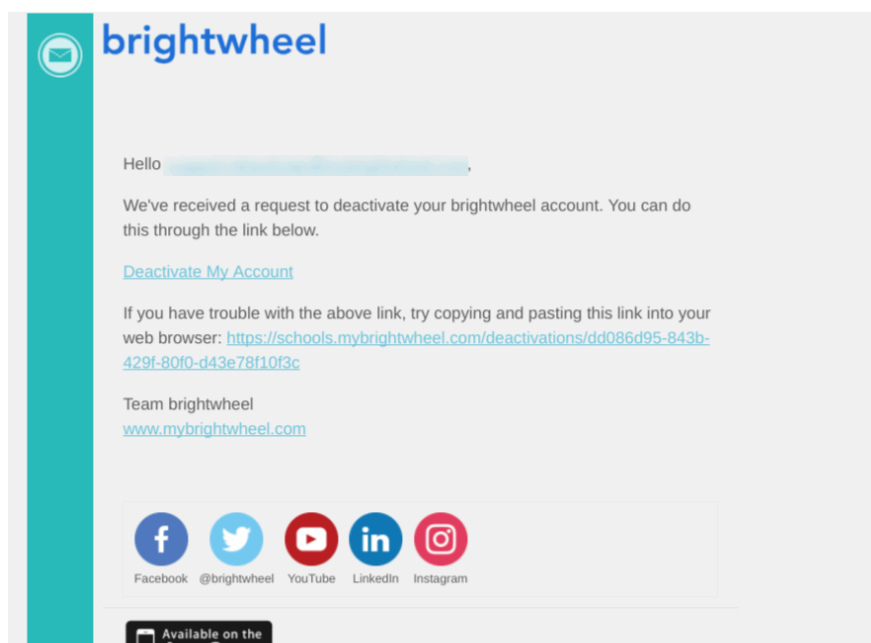 brightwheel
Hello ,
We've received a request to deactivate your brightwheel account. You can do
this through the link below.
Deactivate My Account
If you have trouble with the above link, try copying and pasting this link into your
web browser: https://schools.mybrightwheel.com/deactivations/dd086d95-843b-
429f-80f0-d43e78f10f3c
Team brightwheel
www.mybrightwheel.com
Facebook @brightwheel YouTube LinkedIn Instagram
Available on the